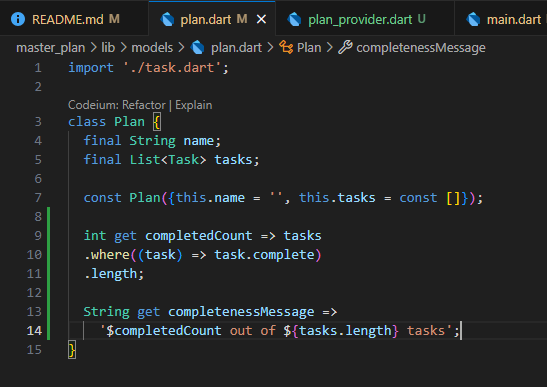 README.md M plan.dart M plan_provider.dart U main.dart
master_plan > lib > models > plan.dart > Plan > completenessMessage
1 import './task.dart';
2
Codeium: Refactor | Explain
3 class Plan {
4   final String name;
5   final List<Task> tasks;
6
7   const Plan({this.name = '', this.tasks = const []});
8
9   int get completedCount => tasks
10   .where((task) => task.complete)
11   .length;
12
13   String get completenessMessage =>
14     '$completedCount out of ${tasks.length} tasks';
15 }